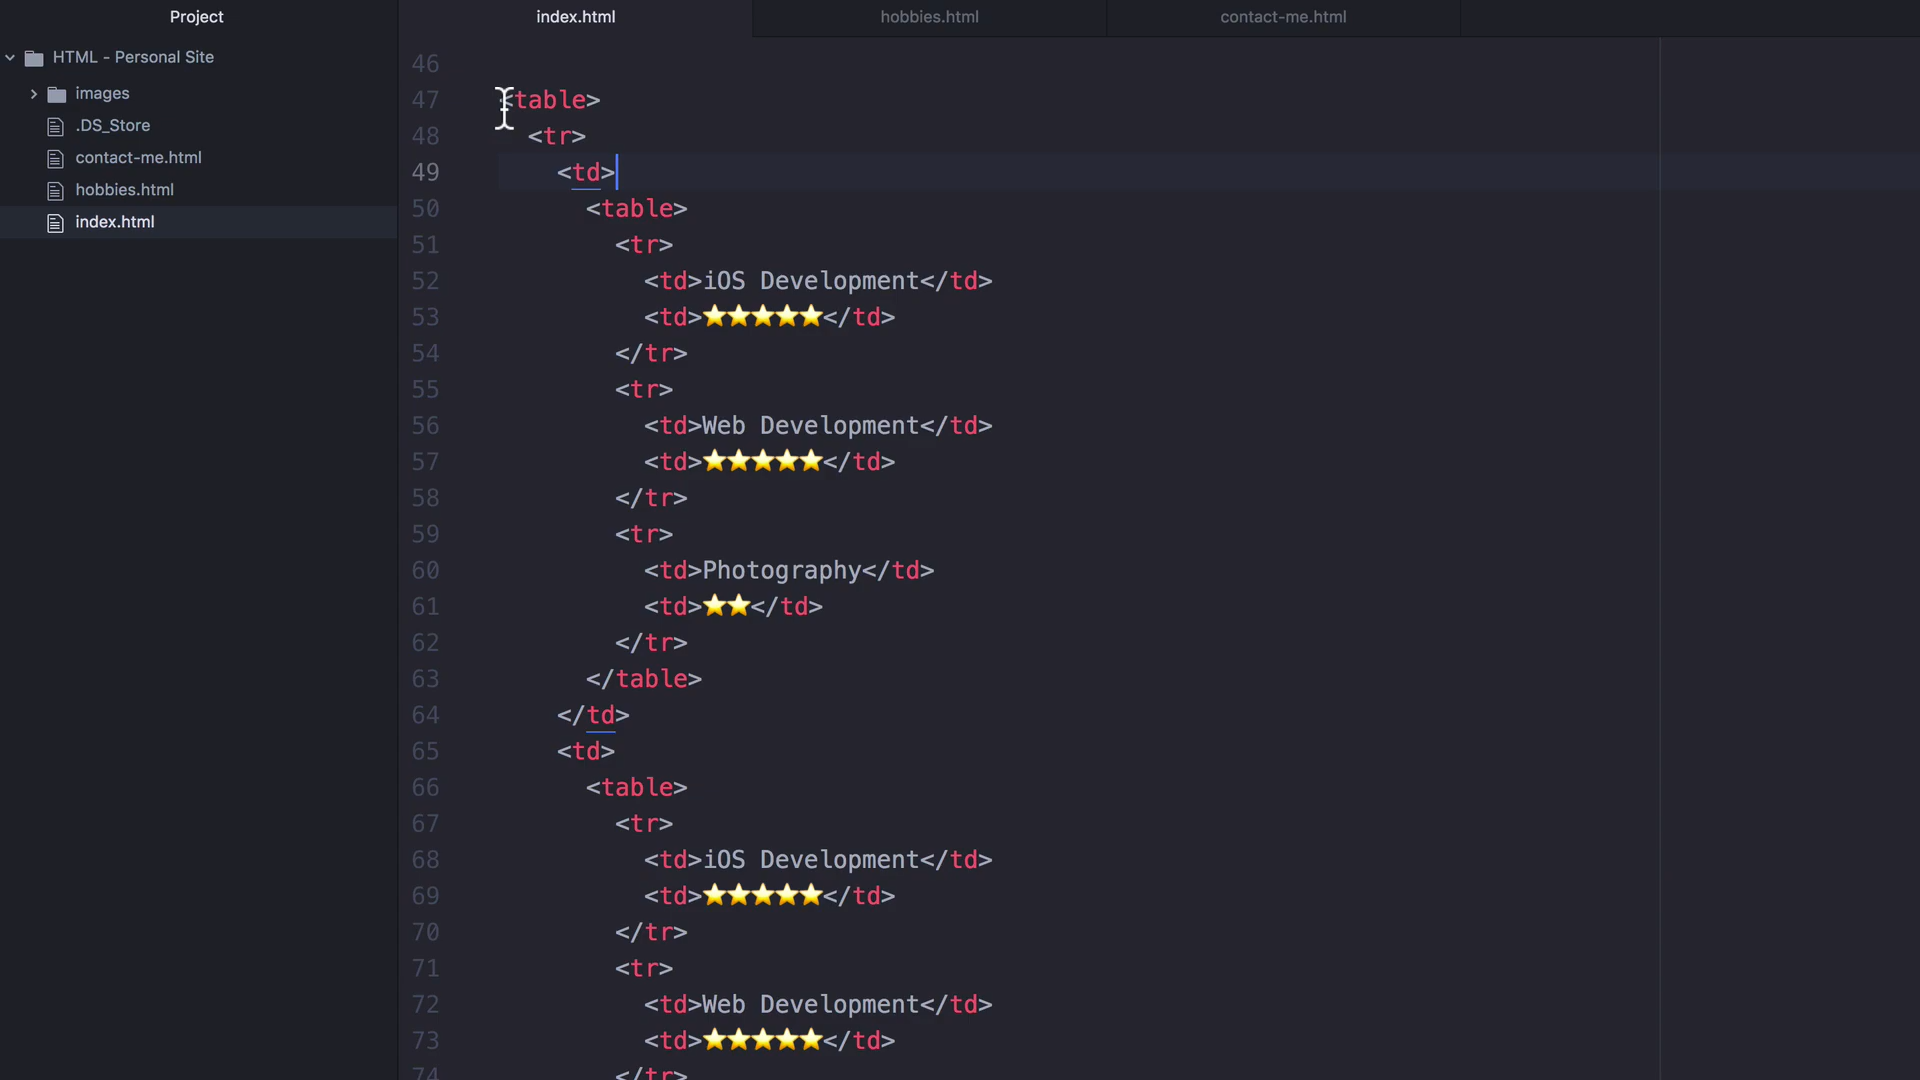 Project
HTML - Personal Site
images
.DS_Store
contact-me.html
hobbies.html
index.html
index.html hobbies.html contact-me.html
46
47 <table>
48 <tr>
49 <td>
50 <table>
51 <tr>
52 <td>iOS Development</td>
53 <td>⭐⭐⭐⭐⭐</td>
54 </tr>
55 <tr>
56 <td>Web Development</td>
57 <td>⭐⭐⭐⭐⭐</td>
58 </tr>
59 <tr>
60 <td>Photography</td>
61 <td>⭐⭐</td>
62 </tr>
63 </table>
64 </td>
65 <td>
66 <table>
67 <tr>
68 <td>iOS Development</td>
69 <td>⭐⭐⭐⭐⭐</td>
70 </tr>
71 <tr>
72 <td>Web Development</td>
73 <td>⭐⭐⭐⭐⭐</td>
74 </tr>